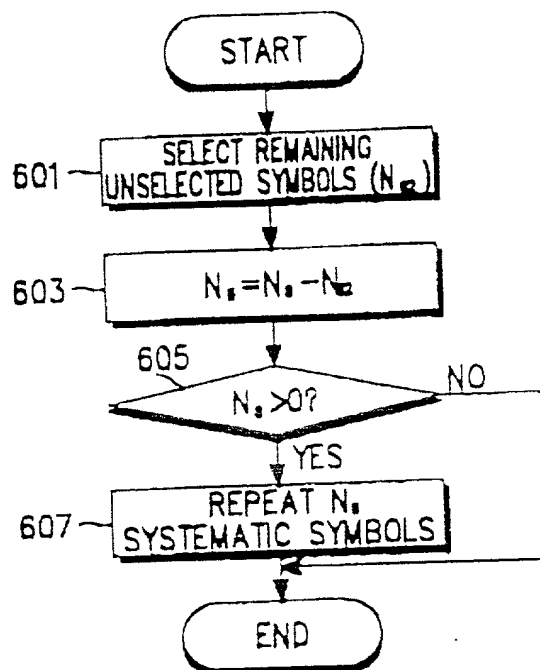 START
601
SELECT REMAINING
UNSELECTED SYMBOLS (N
603
N = N - N
605
N >0?
NO
YES
607
REPEAT N
SYSTEMATIC SYMBOLS
END